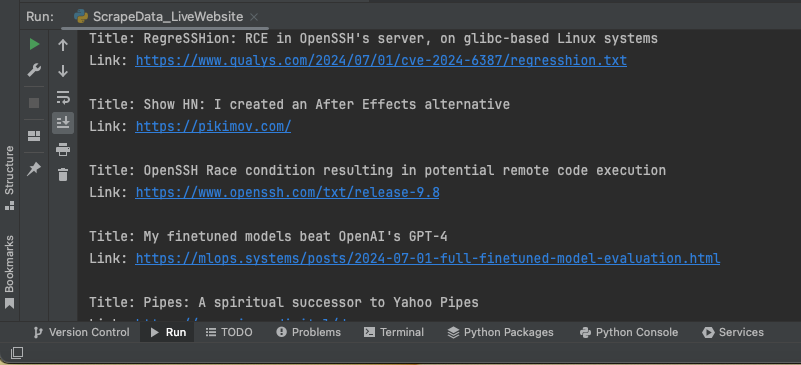 Run: ScrapeData_LiveWebsite
Title: RegreSSHion: RCE in OpenSSH's server, on glibc-based Linux systems
Link: https://www.qualys.com/2024/07/01/cve-2024-6387/regresshion.txt
Title: Show HN: I created an After Effects alternative
Link: https://pikimov.com/
Title: OpenSSH Race condition resulting in potential remote code execution
Link: https://www.openssh.com/txt/release-9.8
Title: My finetuned models beat OpenAI's GPT-4
Link: https://mlops.systems/posts/2024-07-01-full-finetuned-model-evaluation.html
Title: Pipes: A spiritual successor to Yahoo Pipes
Structure
Bookmarks
Version Control Run TODO Problems Terminal Python Packages Python Console Services